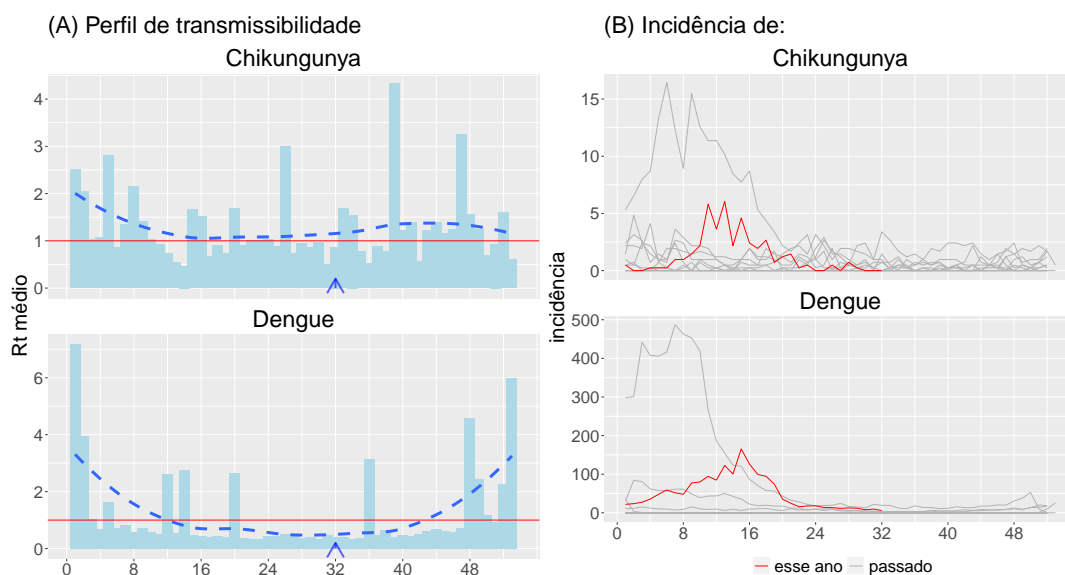 (A) Perfil de transmissibilidade
Chikungunya
4
3
2
1
0
Dengue
6
4
2
0
0 8 16 24 32 40 48
Rt médio
(B) Incidência de:
Chikungunya
15
10
5
0
Dengue
500
400
300
200
100
0
0 8 16 24 32 40 48
incidência
esse ano passado